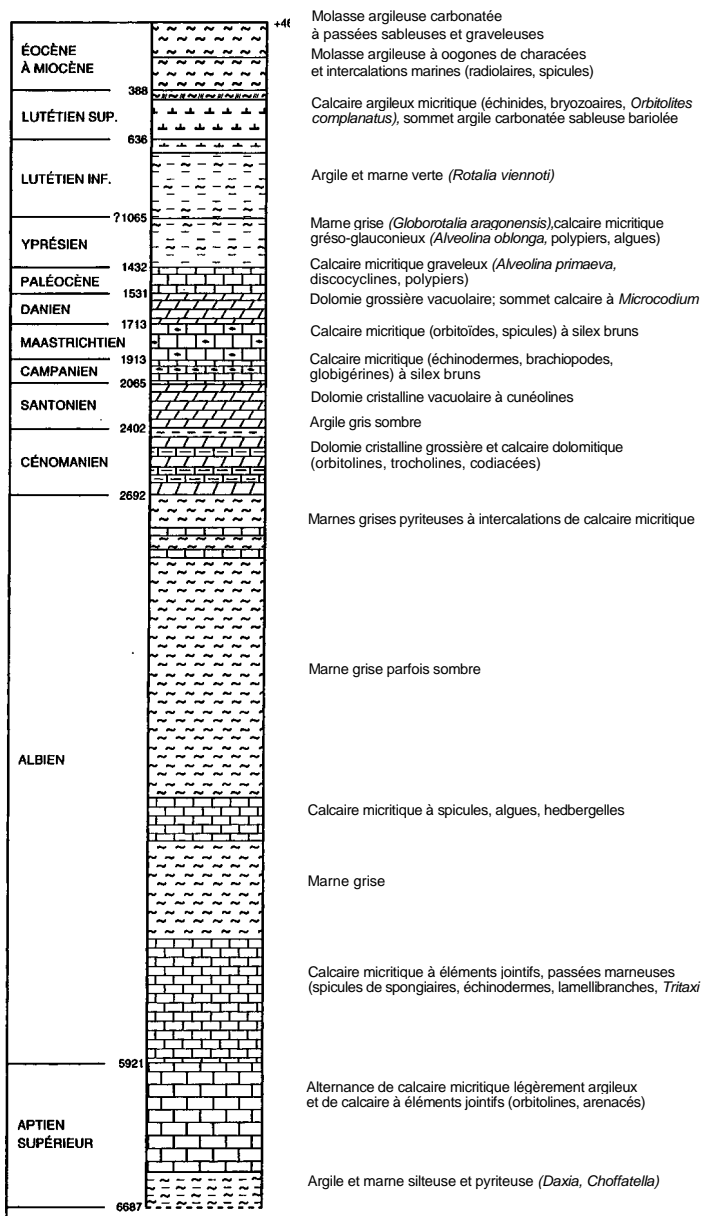 +46
Molasse argileuse carbonatée
à passées sableuses et graveleuses
ÉOCÈNE
À MIOCÈNE
Molasse argileuse à oogones de characées
et intercalations marines (radiolaires, spicules)
388
LUTÉTIEN SUP.
Calcaire argileux micritique (échinides, bryozoaires, Orbitolites
complanatus), sommet argile carbonatée sableuse bariolée
636
LUTÉTIEN INF.
Argile et marne verte (Rotalia viennoti)
?1065
YPRÉSIEN
Marne grise (Globorotalia aragonensis),calcaire micritique
gréso-glauconieux (Alveolina oblonga, polypiers, algues)
1432
PALÉOCÈNE
Calcaire micritique graveleux (Alveolina primaeva,
discocyclines, polypiers)
1531
DANIEN
Dolomie grossière vacuolaire; sommet calcaire à Microcodium
1713
MAASTRICHTIEN
Calcaire micritique (orbitoïdes, spicules) à silex bruns
1913
CAMPANIEN
Calcaire micritique (échinodermes, brachiopodes,
globigérines) à silex bruns
2065
SANTONIEN
Dolomie cristalline vacuolaire à cunéolines
Argile gris sombre
2402
CÉNOMANIEN
Dolomie cristalline grossière et calcaire dolomitique
(orbitolines, trocholines, codiacées)
2692
Marnes grises pyriteuses à intercalations de calcaire micritique
Marne grise parfois sombre
ALBIEN
Calcaire micritique à spicules, algues, hedbergelles
Marne grise
Calcaire micritique à éléments jointifs, passées marneuses
(spicules de spongiaires, échinodermes, lamellibranches, Tritaxi
5921
APTIEN
SUPÉRIEUR
Alternance de calcaire micritique légèrement argileux
et de calcaire à éléments jointifs (orbitolines, arenacés)
Argile et marne silteuse et pyriteuse (Daxia, Choffatella)
6687